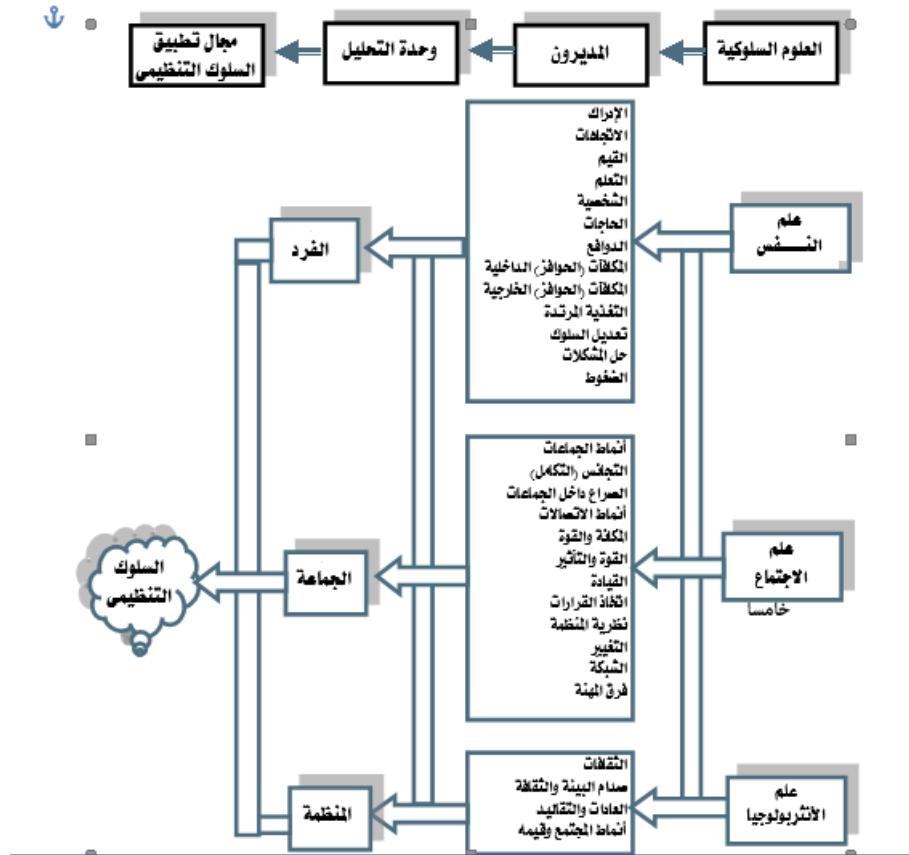 العلوم السلوكية
المديرون
وحدة التحليل
مجال تطبيق
السلوك التنظيمى
علم
النـــــفس
الإدراك
الاتجاهات
القيم
التعلم
الشخصية
الحاجات
الدوافع
المكافآت (الحوافز) الداخلية
المكافآت (الحوافز) الخارجية
التغذية المرتدة
تعديل السلوك
حل المشكلات
الضغوط
الفرد
علم
الاجتماع
خامسا
أنماط الجماعات
التجانس (التكامل)
الصراع داخل الجماعات
أنماط الاتصالات
المكانة والقوة
القوة والتأثير
القيادة
اتخاذ القرارات
نظرية المنظمة
التغيير
الشبكة
فرق المهنة
الجماعة
السلوك
التنظيمى
علم
الأنثربولوجيا
الثقافات
صدام البيئة والثقافة
العادات والتقاليد
أنماط المجتمع وقيمه
المنظمة